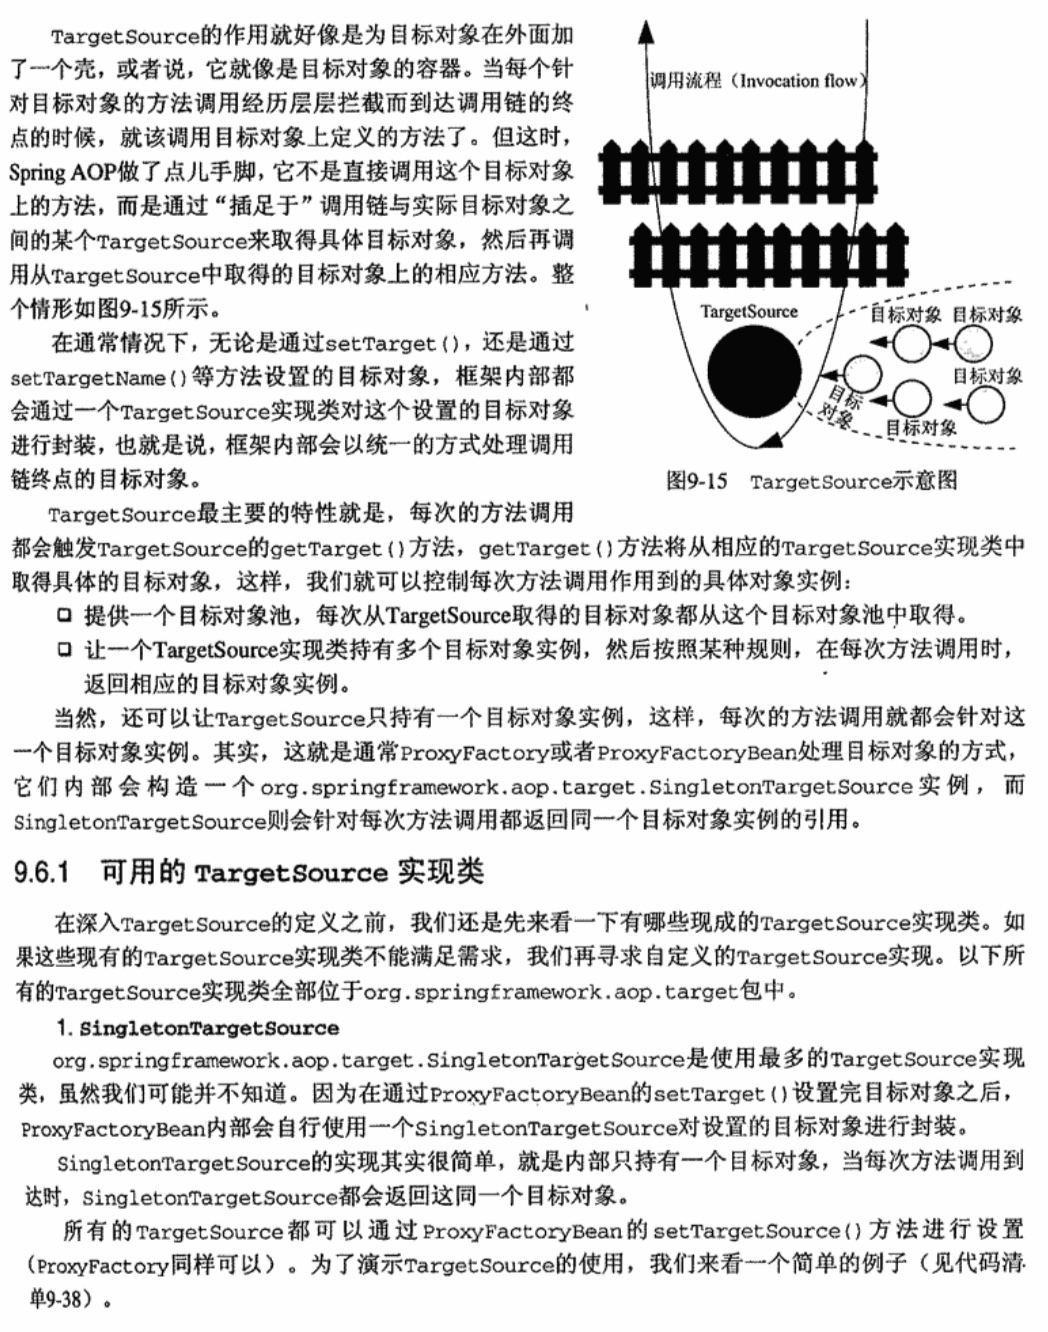 TargetSource的作用就好像是为目标对象在外面加
了一个壳，或者说，它就像是目标对象的容器。当每个针
对目标对象的方法调用经历层层拦截而到达调用链的终
点的时候，就该调用目标对象上定义的方法了。但这时，
Spring AOP做了点儿手脚，它不是直接调用这个目标对象
上的方法，而是通过“插足于”调用链与实际目标对象之
间的某个TargetSource来取得具体目标对象，然后再调
用从TargetSource中取得的目标对象上的相应方法。整
个情形如图9-15所示。
在通常情况下，无论是通过setTarget()，还是通过
setTargetName()等方法设置的目标对象，框架内部都
会通过一个TargetSource实现类对这个设置的目标对象
进行封装，也就是说，框架内部会以统一的方式处理调用
链终点的目标对象。
调用流程（Invocation flow）
TargetSource
目标对象 目标对象
目标对象
目标
对象
目标对象
图9-15 TargetSource示意图
TargetSource最主要的特性就是，每次的方法调用
都会触发TargetSource的getTarget()方法，getTarget()方法将从相应的TargetSource实现类中
取得具体的目标对象，这样，我们就可以控制每次方法调用作用到的具体对象实例：
❑ 提供一个目标对象池，每次从TargetSource取得的目标对象都从这个目标对象池中取得。
❑ 让一个TargetSource实现类持有多个目标对象实例，然后按照某种规则，在每次方法调用时，
返回相应的目标对象实例。
当然，还可以让TargetSource只持有一个目标对象实例，这样，每次的方法调用就都会针对这
一个目标对象实例。其实，这就是通常ProxyFactory或者ProxyFactoryBean处理目标对象的方式，
它们内部会构造一个org.springframework.aop.target.SingletonTargetSource实例，而
SingletonTargetSource则会针对每次方法调用都返回同一个目标对象实例的引用。
9.6.1 可用的 TargetSource 实现类
在深入TargetSource的定义之前，我们还是先来看一下有哪些现成的TargetSource实现类。如
果这些现有的TargetSource实现类不能满足需求，我们再寻求自定义的TargetSource实现。以下所
有的TargetSource实现类全部位于org.springframework.aop.target包中。
1. SingletonTargetSource
org.springframework.aop.target.SingletonTargetSource是使用最多的TargetSource实现
类，虽然我们可能并不知道。因为在通过ProxyFactoryBean的setTarget()设置完目标对象之后，
ProxyFactoryBean内部会自行使用一个SingletonTargetSource对设置的目标对象进行封装。
SingletonTargetSource的实现其实很简单，就是内部只持有一个目标对象，当每次方法调用到
达时，SingletonTargetSource都会返回这同一个目标对象。
所有的TargetSource都可以通过ProxyFactoryBean的setTargetSource()方法进行设置
（ProxyFactory同样可以）。为了演示TargetSource的使用，我们来看一个简单的例子（见代码清
单9-38）。